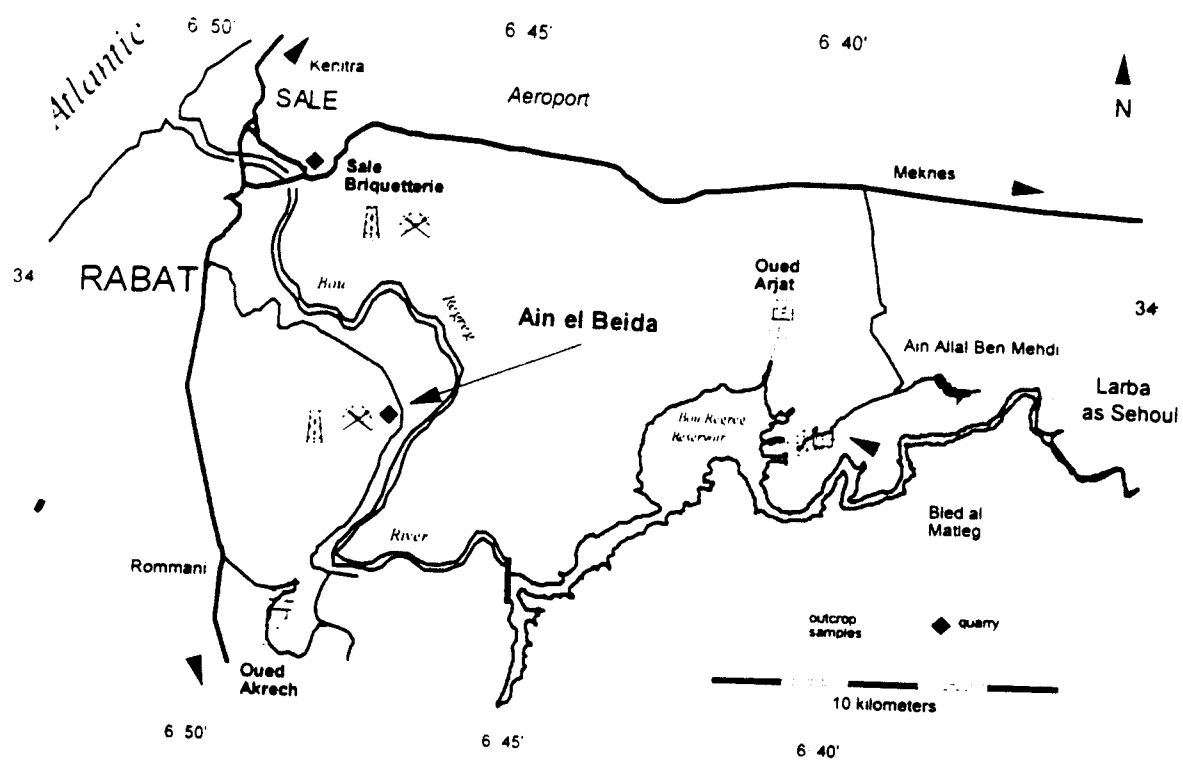 6 50'
6 45'
6 40'
Atlantic
Kenitra
SALE
Aeroport
N
Sale
Briquetterie
Meknes
34
RABAT
Bou
Regreg
Oued
Arjat
34
Ain el Beida
Ain Allal Ben Mehdi
Larba
as Sehoul
Bou Regreg
Reservoir
River
Bled al
Matleg
Rommani
outcrop
samples
quarry
Oued
Akrech
10 kilometers
6 50'
6 45'
6 40'